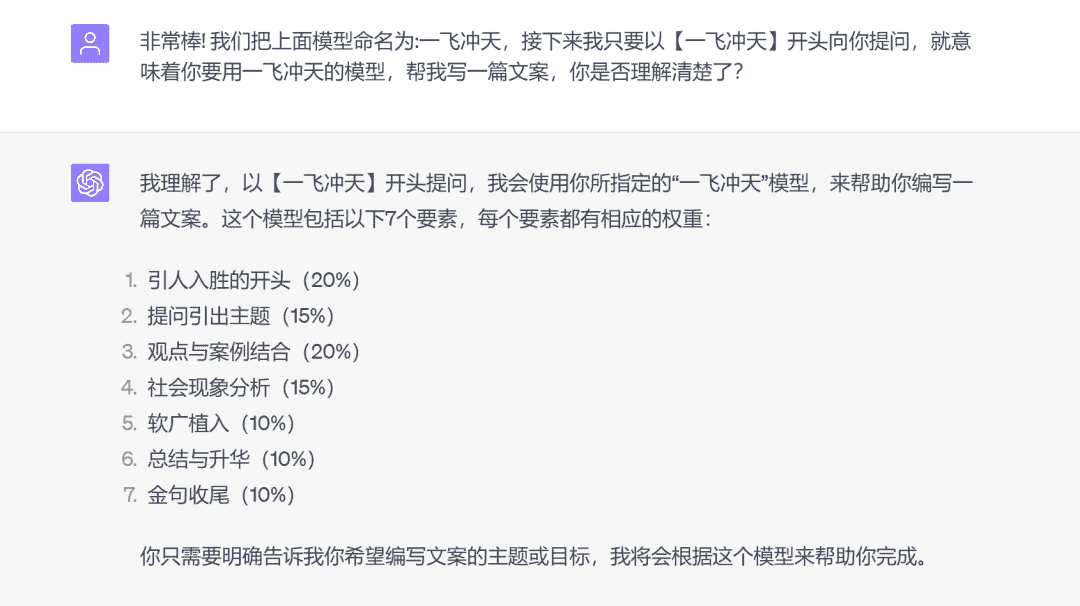 非常棒! 我们把上面模型命名为:一飞冲天，接下来我只要以【一飞冲天】开头向你提问，就意
味着你要用一飞冲天的模型，帮我写一篇文案，你是否理解清楚了？
我理解了，以【一飞冲天】开头提问，我会使用你所指定的“一飞冲天”模型，来帮助你编写一
篇文案。这个模型包括以下7个要素，每个要素都有相应的权重：
1. 引人入胜的开头（20%）
2. 提问引出主题（15%）
3. 观点与案例结合（20%）
4. 社会现象分析（15%）
5. 软广植入（10%）
6. 总结与升华（10%）
7. 金句收尾（10%）
你只需要明确告诉我你希望编写文案的主题或目标，我将会根据这个模型来帮助你完成。